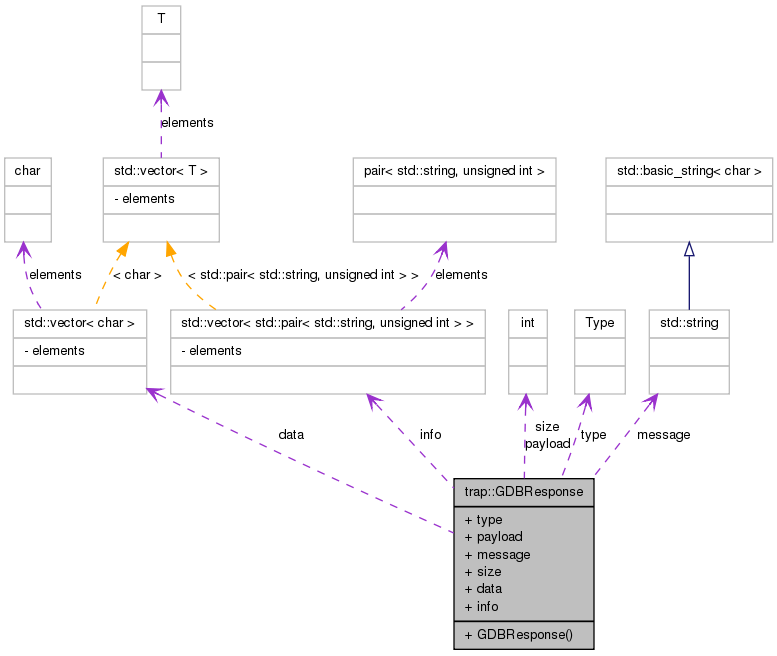 T
elements
char
std::vector< T >
- elements
pair< std::string, unsigned int >
std::basic_string< char >
elements
< char >
< std::pair< std::string, unsigned int > >
elements
std::vector< char >
- elements
std::vector< std::pair< std::string, unsigned int > >
- elements
int
Type
std::string
data
info
size
payload
type
message
trap::GDBResponse
+ type
+ payload
+ message
+ size
+ data
+ info
+ GDBResponse()